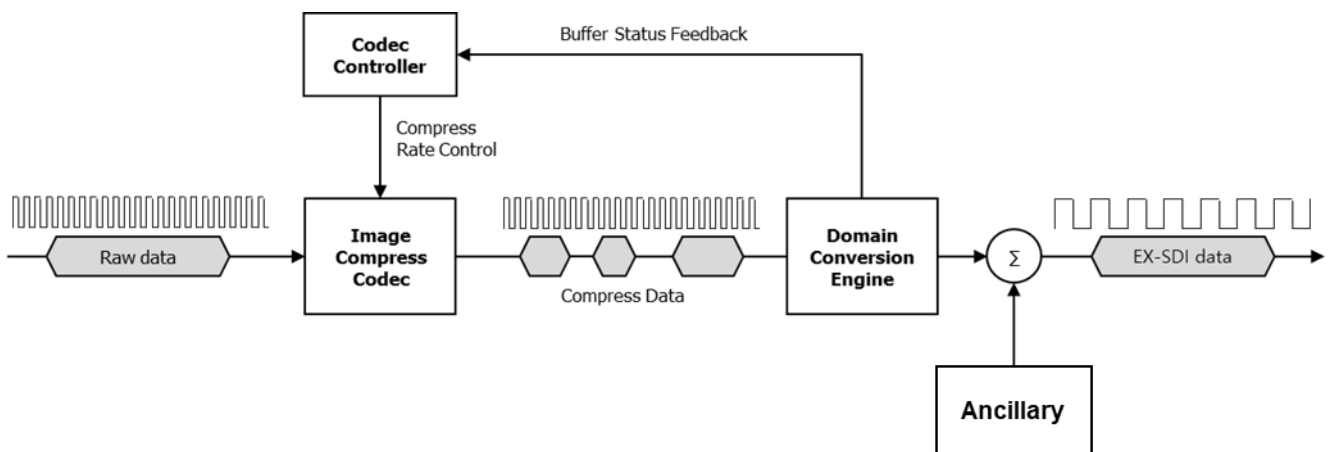 Buffer Status Feedback
Codec
Controller
Compress
Rate Control
Raw data
Image
Compress
Codec
Compress Data
Domain
Conversion
Engine
Σ
EX-SDI data
Ancillary